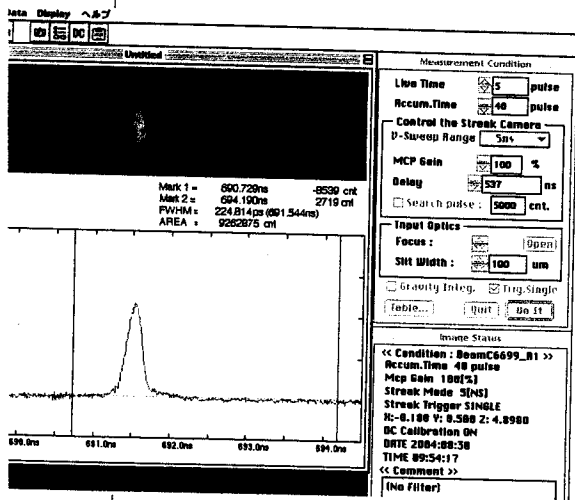 Data Display ヘルプ
DC
Untitled
Mark 1 = 690.729ns -8539 cnt
Mark 2 = 694.190ns 2719 cnt
FWHM = 224.814ps (691.544ns)
AREA = 9262875 cnt
690.0ns 691.0ns 692.0ns 693.0ns 694.0ns
Measurement Condition
Live Time 5 pulse
Accum.Time 40 pulse
Control the Streak Camera
V-Sweep Range 5ns
MCP Gain 100 %
Delay 537 ns
Search pulse : 5000 cnt.
Input Optics
Focus : Open
Slit Width : 100 um
Gravity Integ. Trig.Single
Table... Quit Do It
Image Status
<< Condition : BeamC6699_A1 >>
Accum.Time 40 pulse
Mcp Gain 100[%]
Streak Mode 5[NS]
Streak Trigger SINGLE
X:-0.100 Y: 0.500 Z: 4.8980
DC Calibration ON
DATE 2004:08:30
TIME 09:54:17
<< Comment >>
(No Filter)